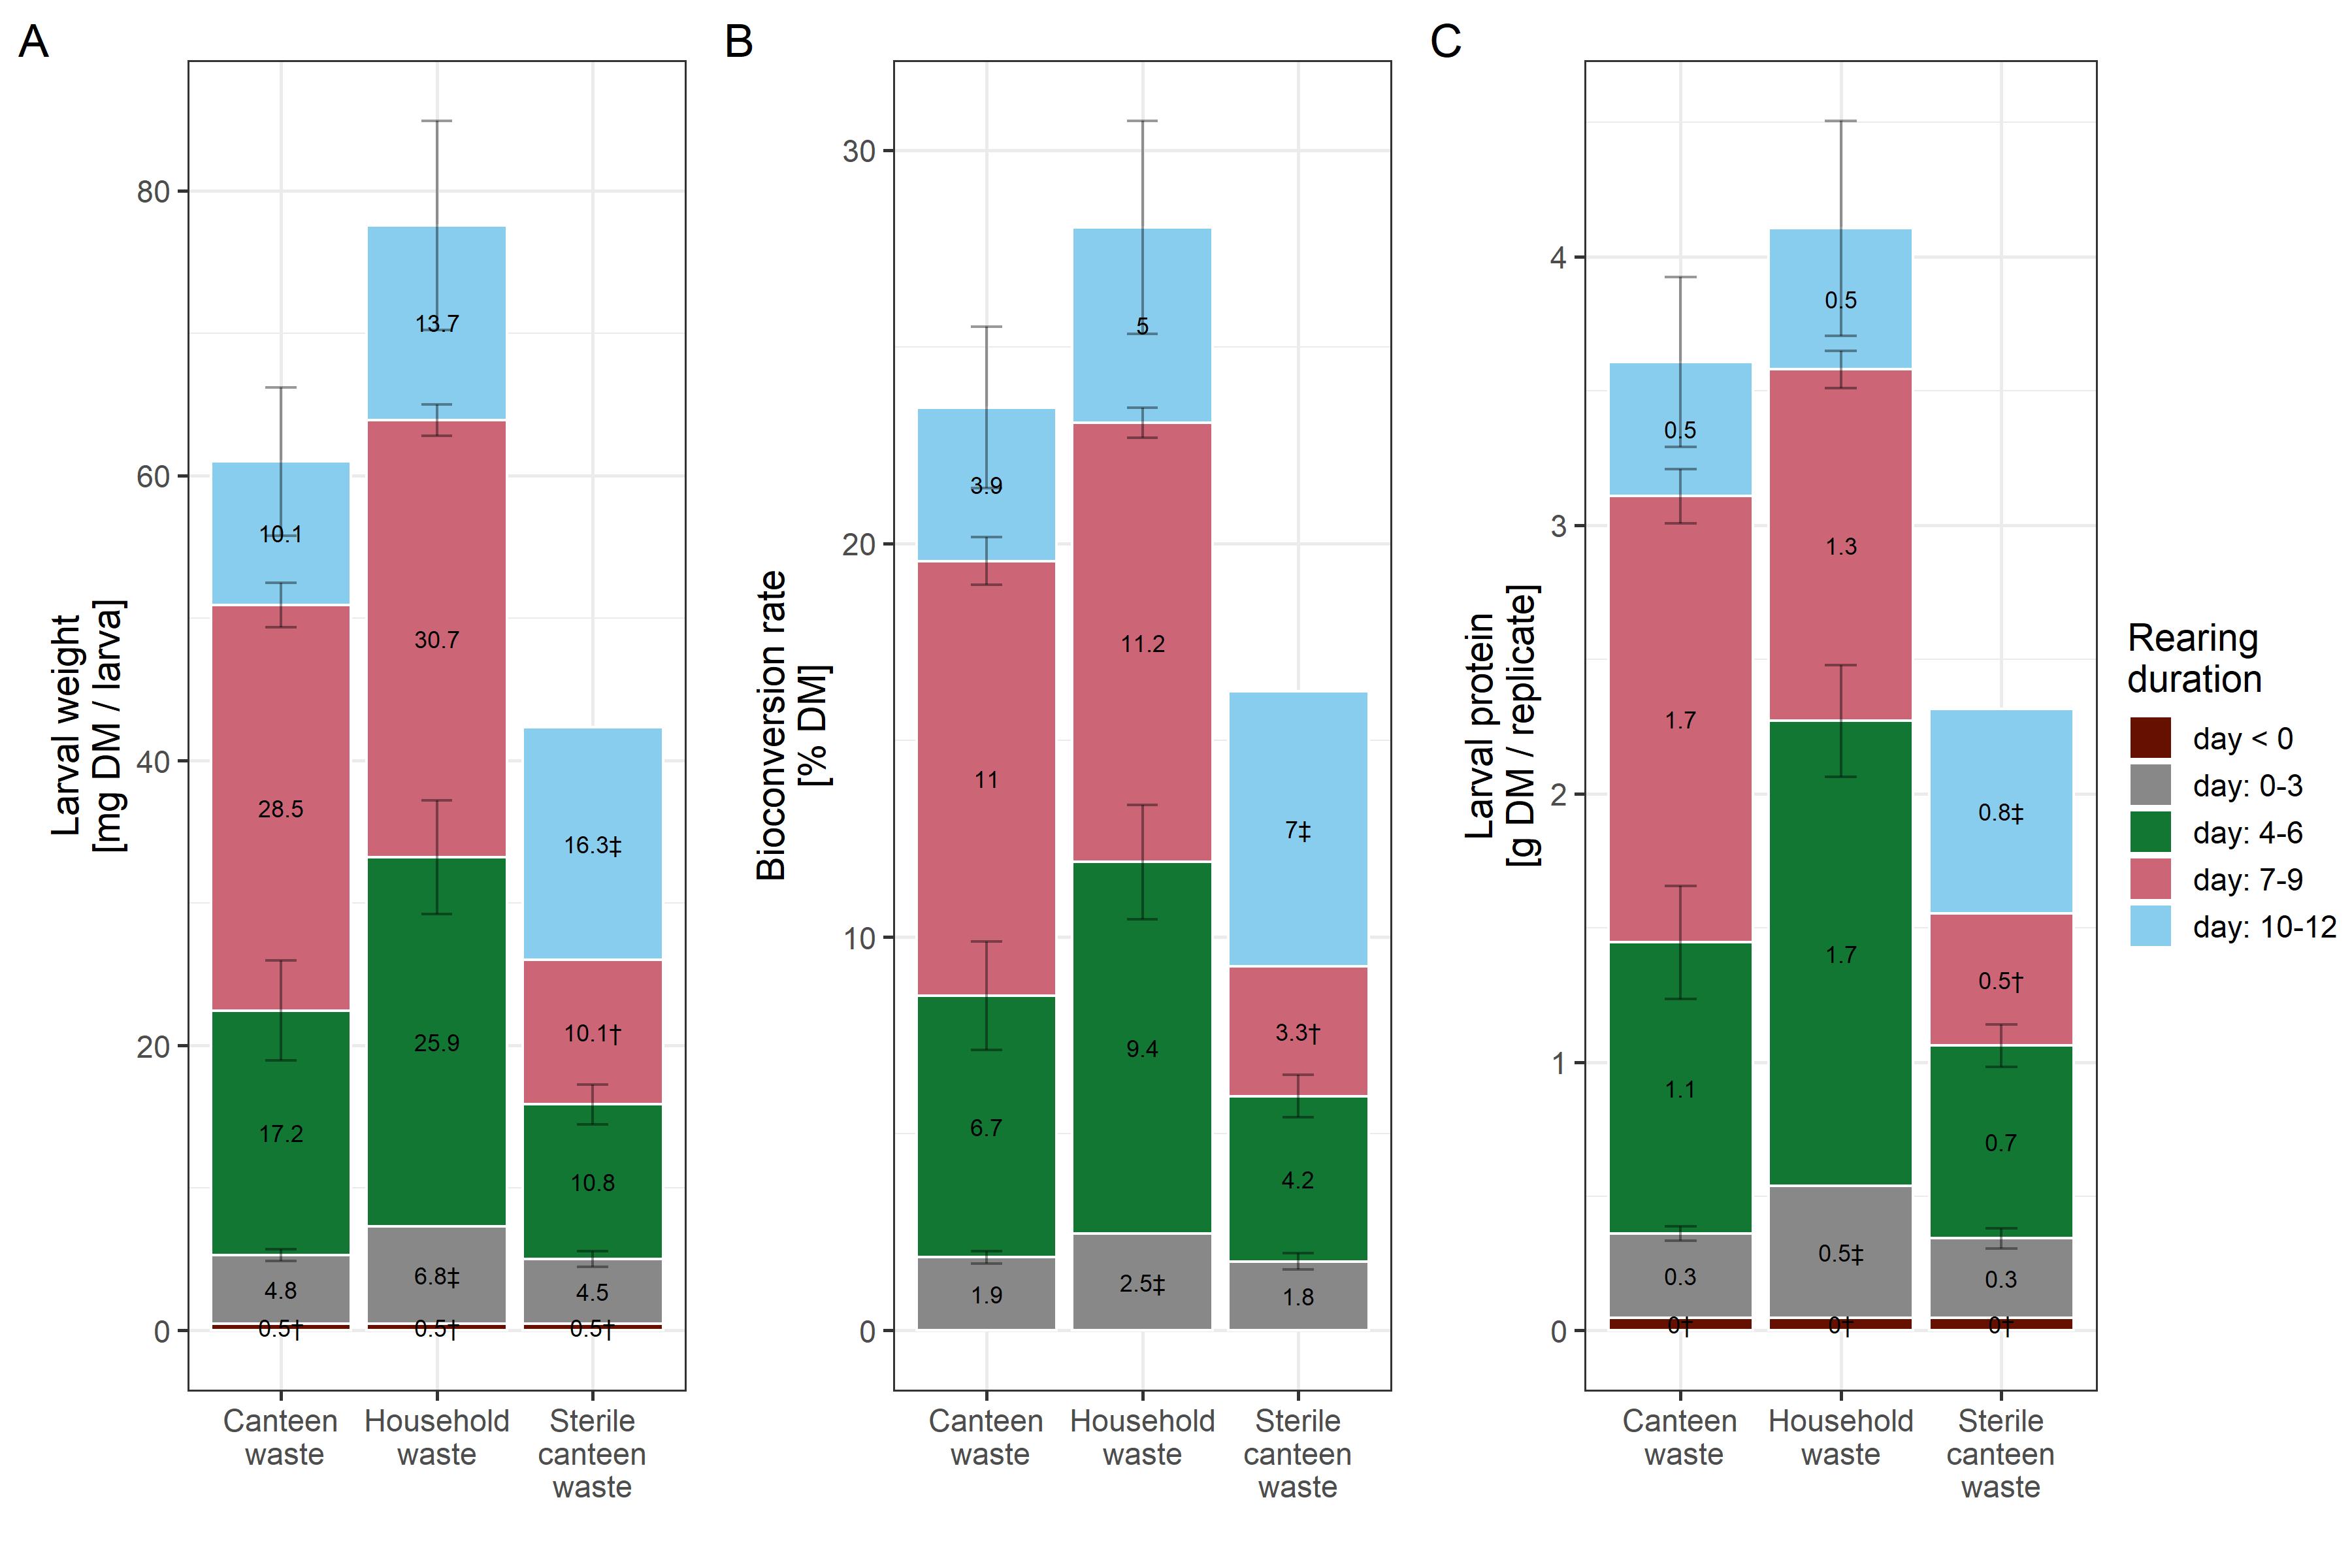 A
B
C
Larval weight
[mg DM / larva]
80
60
40
20
0
13.7
10.1
30.7
28.5
16.3‡
25.9
10.1†
17.2
10.8
4.8
6.8‡
4.5
0.5†
0.5†
0.5†
Canteen
waste
Household
waste
Sterile
canteen
waste
Bioconversion rate
[% DM]
30
20
10
0
5
3.9
11.2
11
7‡
9.4
3.3†
6.7
4.2
1.9
2.5‡
1.8
Canteen
waste
Household
waste
Sterile
canteen
waste
Larval protein
[g DM / replicate]
4
3
2
1
0
0.5
0.5
1.3
1.7
0.8‡
1.7
0.5†
1.1
0.7
0.3
0.5‡
0.3
0†
0†
0†
Canteen
waste
Household
waste
Sterile
canteen
waste
Rearing
duration
day < 0
day: 0-3
day: 4-6
day: 7-9
day: 10-12